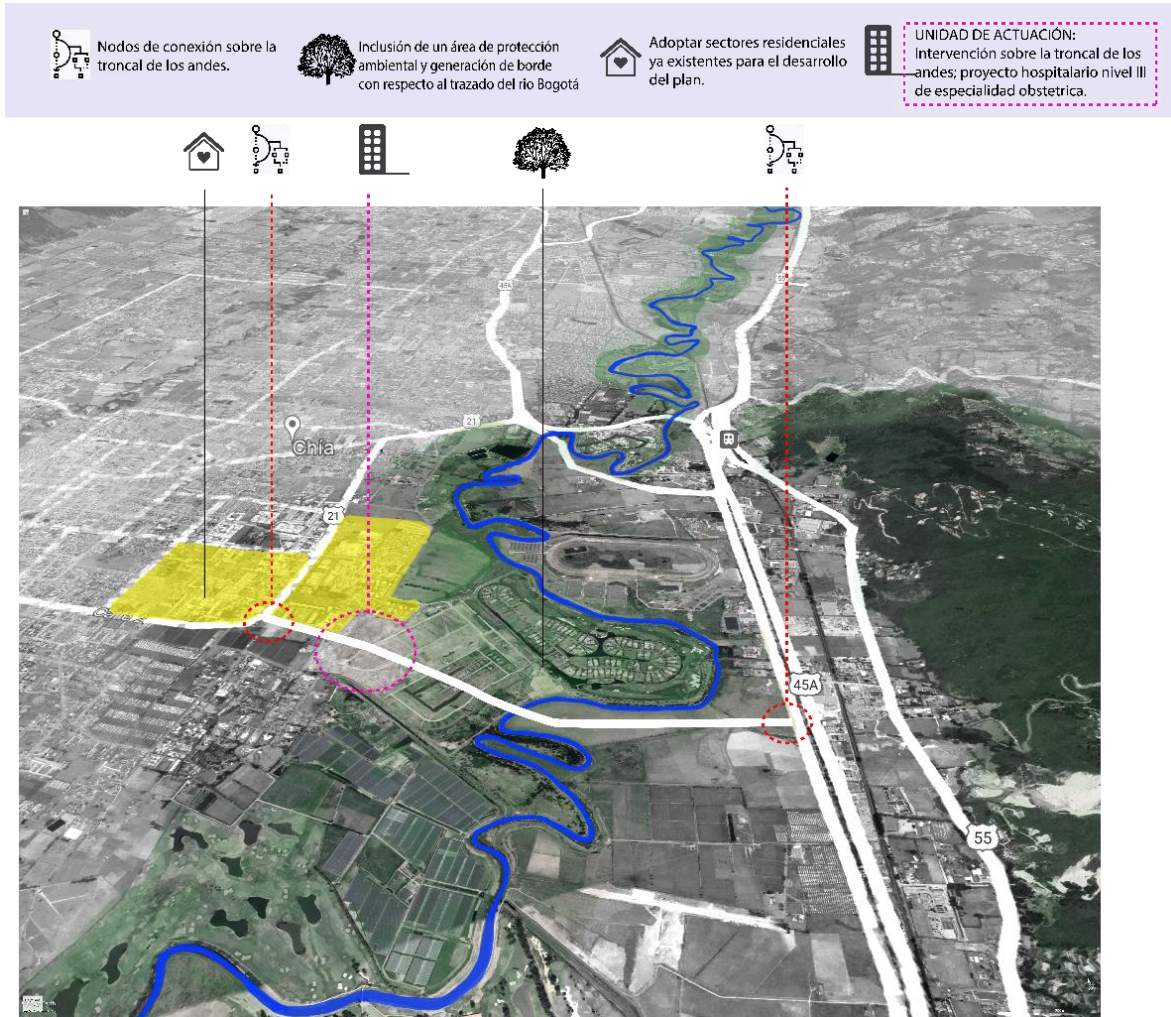 Nodos de conexión sobre la
troncal de los andes.
Inclusión de un área de protección
ambiental y generación de borde
con respecto al trazado del rio Bogotá
Adoptar sectores residenciales
ya existentes para el desarrollo
del plan.
UNIDAD DE ACTUACIÓN:
Intervención sobre la troncal de los
andes; proyecto hospitalario nivel III
de especialidad obstetrica.
45A
55
21
Chía
21
45A
55